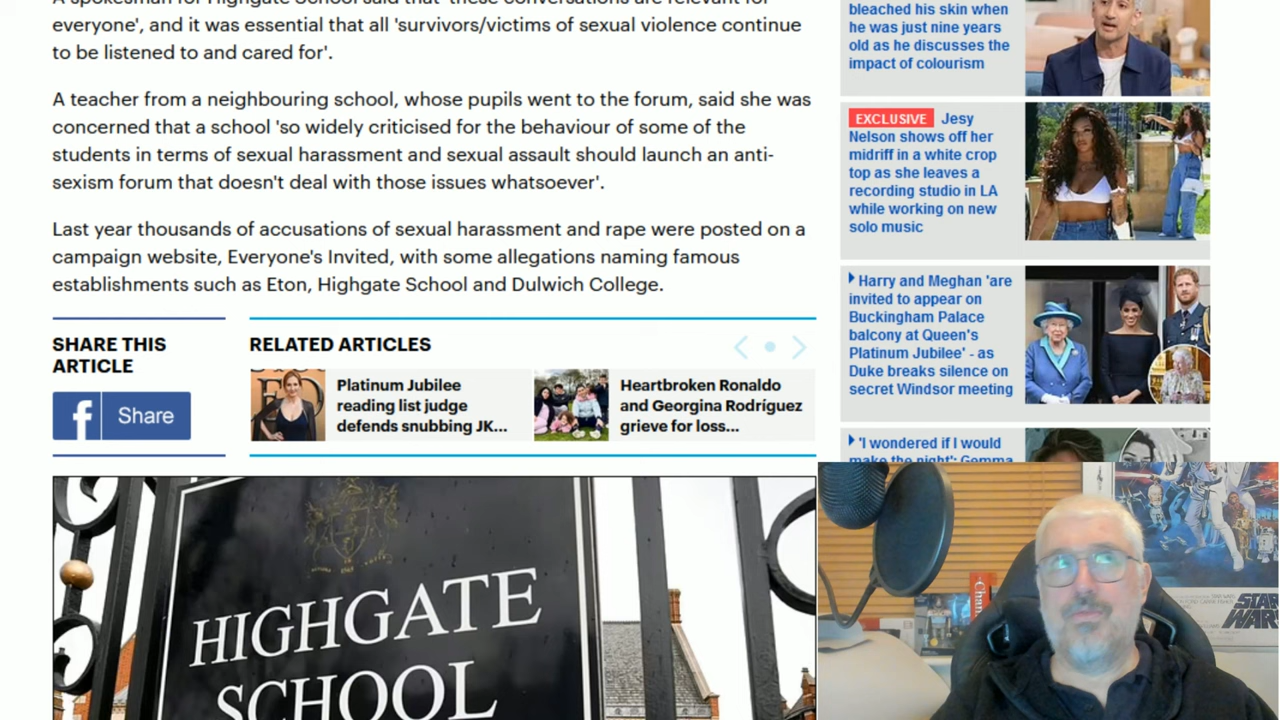 A spokesman for Highgate School said that 'these conversations are relevant for
everyone', and it was essential that all 'survivors/victims of sexual violence continue
to be listened to and cared for'.
A teacher from a neighbouring school, whose pupils went to the forum, said she was
concerned that a school 'so widely criticised for the behaviour of some of the
students in terms of sexual harassment and sexual assault should launch an anti-
sexism forum that doesn't deal with those issues whatsoever'.
Last year thousands of accusations of sexual harassment and rape were posted on a
campaign website, Everyone's Invited, with some allegations naming famous
establishments such as Eton, Highgate School and Dulwich College.
SHARE THIS
ARTICLE
f Share
RELATED ARTICLES
Platinum Jubilee
reading list judge
defends snubbing JK...
Heartbroken Ronaldo
and Georgina Rodríguez
grieve for loss...
HIGHGATE
SCHOOL
bleached his skin when
he was just nine years
old as he discusses the
impact of colourism
EXCLUSIVE Jesy
Nelson shows off her
midriff in a white crop
top as she leaves a
recording studio in LA
while working on new
solo music
Harry and Meghan 'are
invited to appear on
Buckingham Palace
balcony at Queen's
Platinum Jubilee' - as
Duke breaks silence on
secret Windsor meeting
'I wondered if I would
make the night': Gemma
STAR
WARS